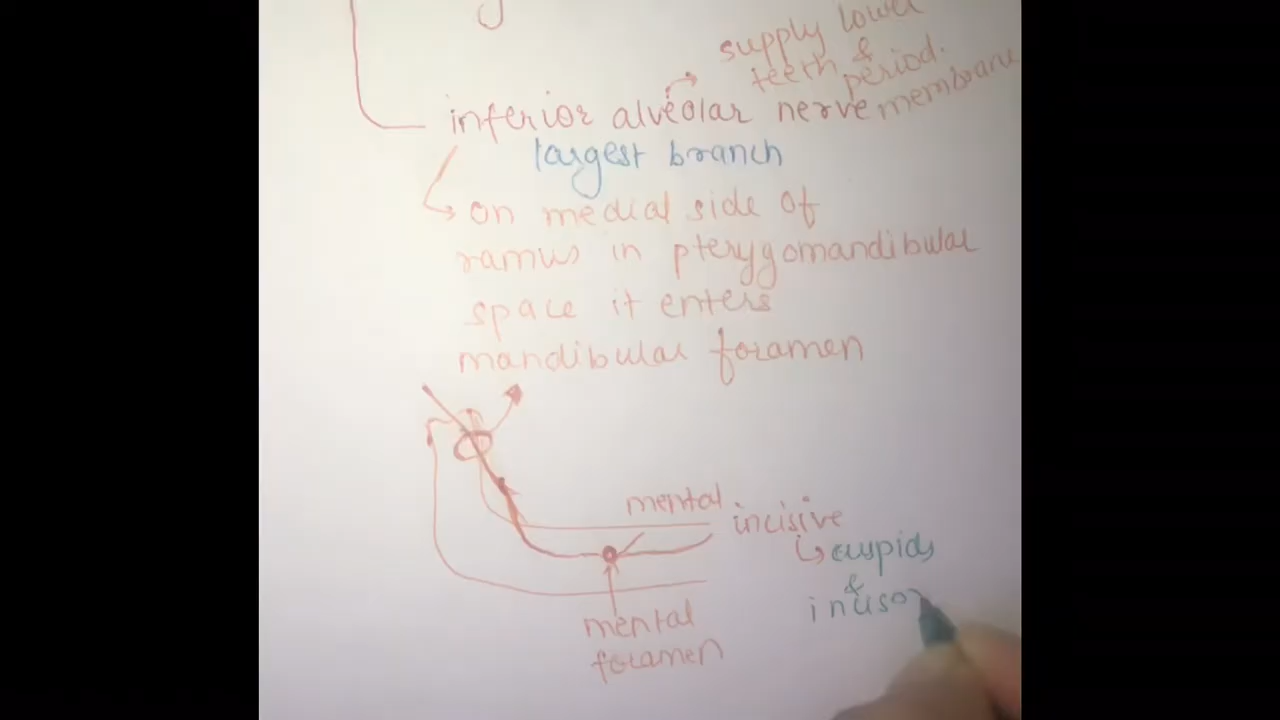 supply lower
teeth &
period.
membrane
inferior alveolar nerve
largest branch
on medial side of
ramus in pterygomandibular
space it enters
mandibular foramen
mental
incisive
cuspids
&
inciso
mental
foramen